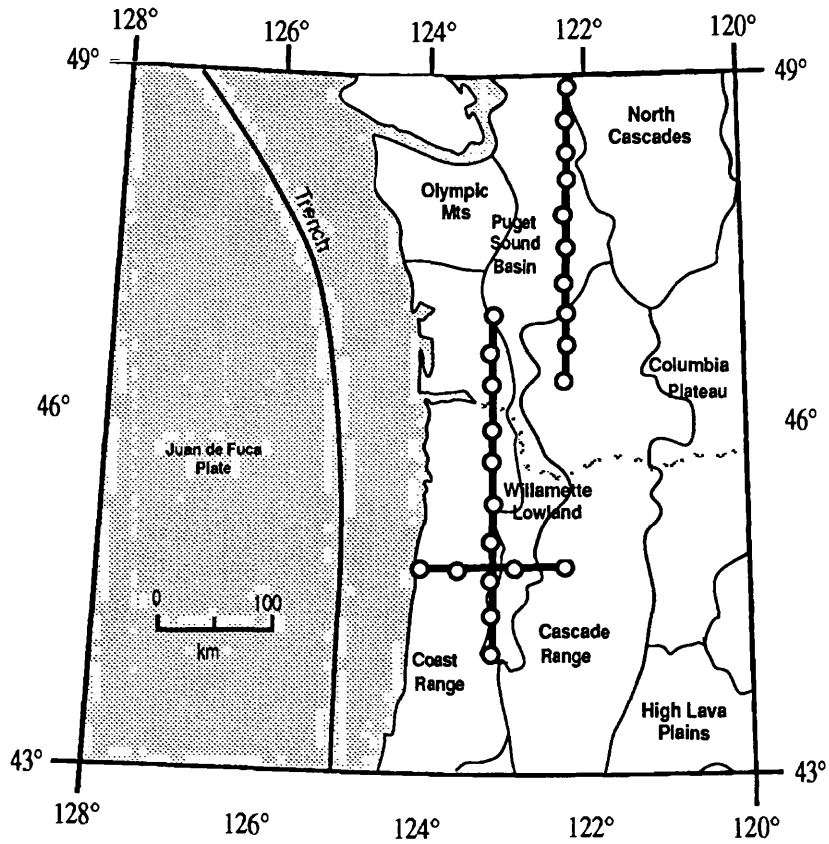 128°
126°
124°
122°
120°
49°
49°
North
Cascades
Olympic
Mts
Puget
Sound
Basin
Trench
Columbia
Plateau
46°
46°
Juan de Fuca
Plate
Willamette
Lowland
0
100
km
Coast
Range
Cascade
Range
High Lava
Plains
43°
43°
128°
126°
124°
122°
120°